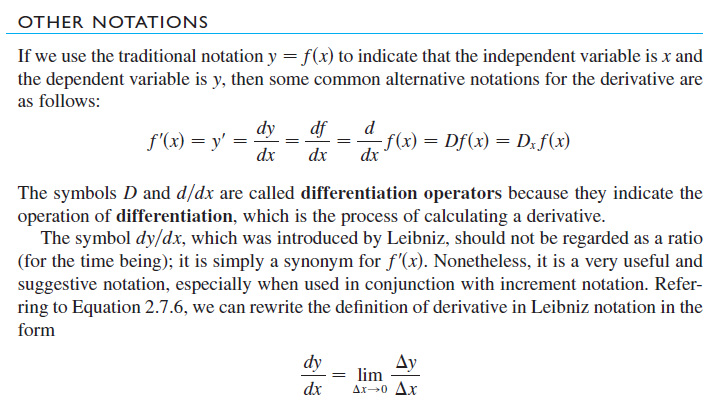 OTHER NOTATIONS
If we use the traditional notation y = f(x) to indicate that the independent variable is x and
the dependent variable is y, then some common alternative notations for the derivative are
as follows:
f′(x) = y′ = dy/dx = df/dx = d/dx f(x) = Df(x) = Dₓf(x)
The symbols D and d/dx are called differentiation operators because they indicate the
operation of differentiation, which is the process of calculating a derivative.
The symbol dy/dx, which was introduced by Leibniz, should not be regarded as a ratio
(for the time being); it is simply a synonym for f′(x). Nonetheless, it is a very useful and
suggestive notation, especially when used in conjunction with increment notation. Refer-
ring to Equation 2.7.6, we can rewrite the definition of derivative in Leibniz notation in the
form
dy/dx = lim Δx→0 Δy/Δx